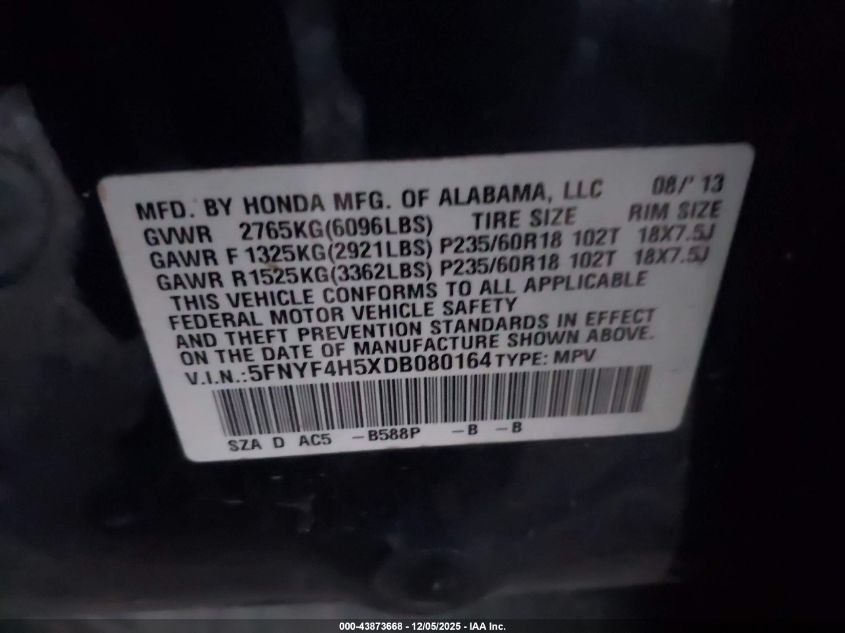 MFD. BY HONDA MFG. OF ALABAMA, LLC 08/' 13
GVWR 2765KG(6096LBS) TIRE SIZE RIM SIZE
GAWR F 1325KG(2921LBS) P235/60R18 102T 18X7.5J
GAWR R1525KG(3362LBS) P235/60R18 102T 18X7.5J
THIS VEHICLE CONFORMS TO ALL APPLICABLE
FEDERAL MOTOR VEHICLE SAFETY
AND THEFT PREVENTION STANDARDS IN EFFECT
ON THE DATE OF MANUFACTURE SHOWN ABOVE.
V.I.N.:5FNYF4H5XDB080164 TYPE: MPV
SZA D AC5 -B588P -B -B
000-43873668 - 12/05/2025 - IAA Inc.